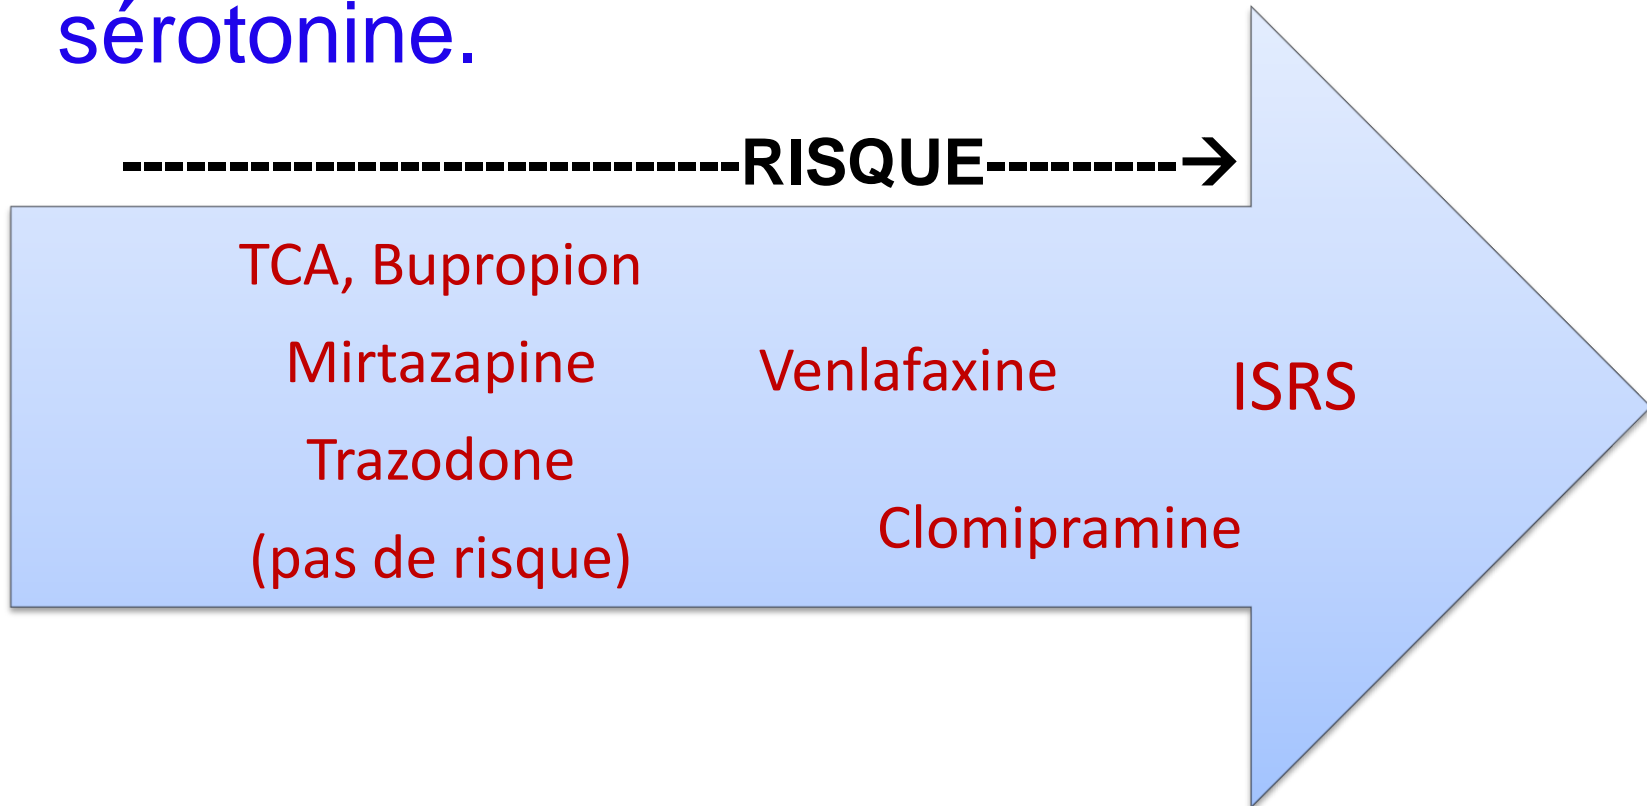 sérotonine.
-----------------------------RISQUE---------→
TCA, Bupropion
Mirtazapine
Trazodone
(pas de risque)
Venlafaxine
Clomipramine
ISRS